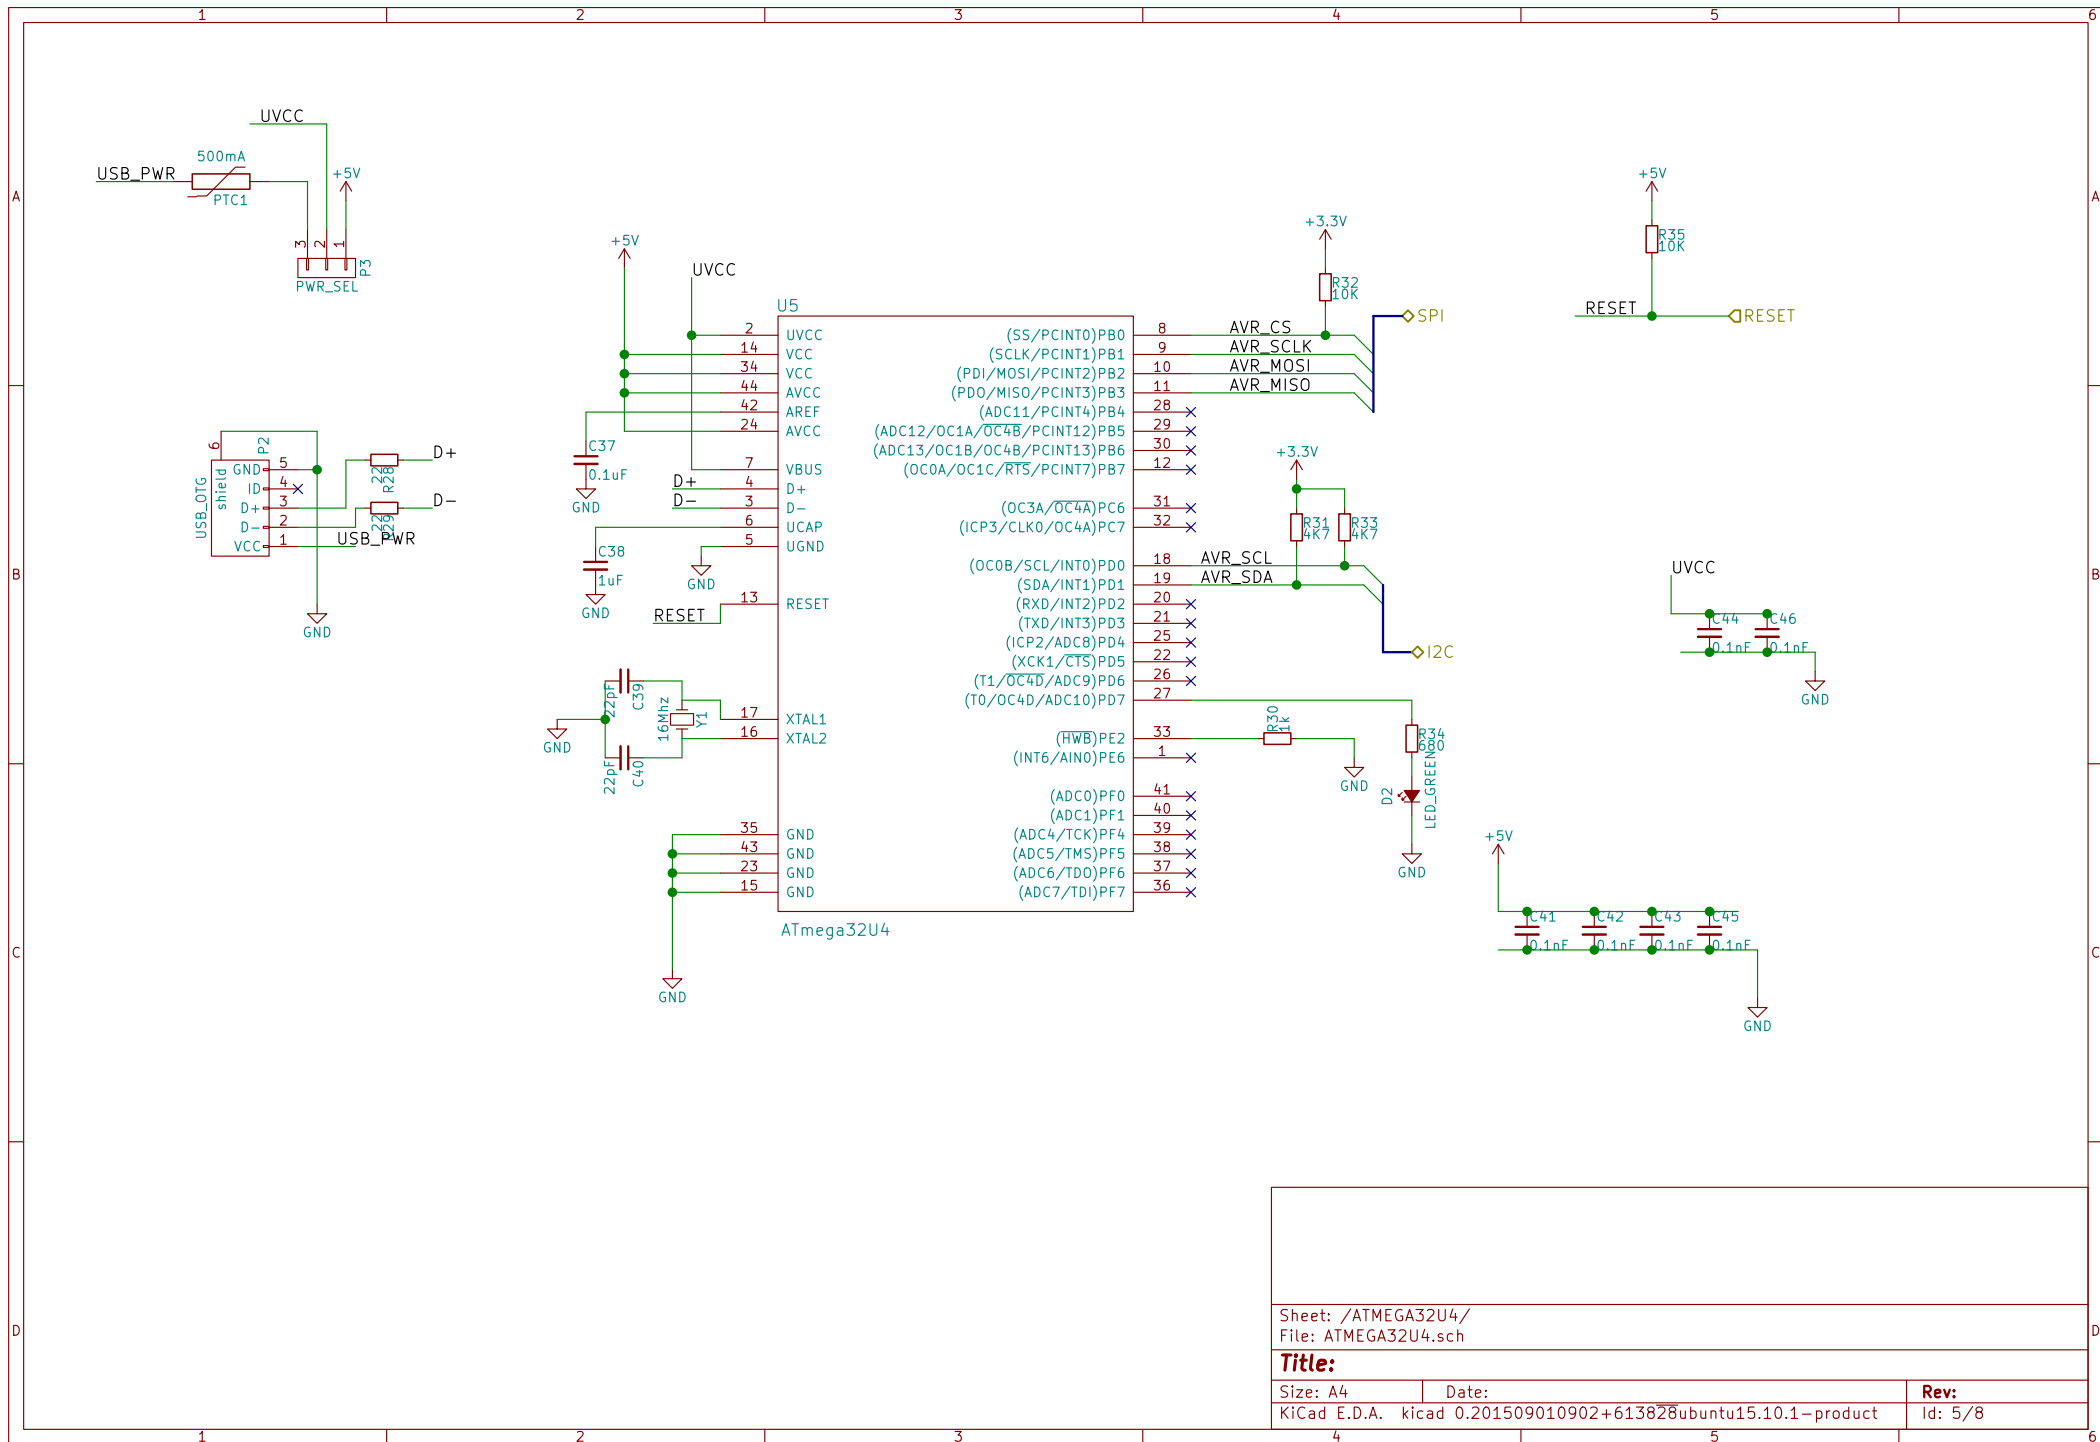 1 2 3 4 5 6
A
B
C
D
A
B
C
D
1 2 3 4 5 6
UVCC
500mA
USB_PWR
PTC1
+5V
3 2 1
P3
PWR_SEL
USB_OTG
shield
6
P2
GND 5
ID 4
D+ 3
D- 2
VCC 1
22
R28
D+
22
R29
D-
USB_PWR
GND
+5V
UVCC
C37
0.1uF
GND
D+
D-
C38
1uF
GND
GND
RESET
22pF
C39
16Mhz
Y1
GND
22pF
C40
GND
U5
2 UVCC
14 VCC
34 VCC
44 AVCC
42 AREF
24 AVCC
7 VBUS
4 D+
3 D-
6 UCAP
5 UGND
13 RESET
17 XTAL1
16 XTAL2
35 GND
43 GND
23 GND
15 GND
(SS/PCINT0)PB0 8
(SCLK/PCINT1)PB1 9
(PDI/MOSI/PCINT2)PB2 10
(PDO/MISO/PCINT3)PB3 11
(ADC11/PCINT4)PB4 28
(ADC12/OC1A/OC4B/PCINT12)PB5 29
(ADC13/OC1B/OC4B/PCINT13)PB6 30
(OC0A/OC1C/RTS/PCINT7)PB7 12
(OC3A/OC4A)PC6 31
(ICP3/CLK0/OC4A)PC7 32
(OC0B/SCL/INT0)PD0 18
(SDA/INT1)PD1 19
(RXD/INT2)PD2 20
(TXD/INT3)PD3 21
(ICP2/ADC8)PD4 25
(XCK1/CTS)PD5 22
(T1/OC4D/ADC9)PD6 26
(T0/OC4D/ADC10)PD7 27
(HWB)PE2 33
(INT6/AIN0)PE6 1
(ADC0)PF0 41
(ADC1)PF1 40
(ADC4/TCK)PF4 39
(ADC5/TMS)PF5 38
(ADC6/TDO)PF6 37
(ADC7/TDI)PF7 36
ATmega32U4
+3.3V
R32
10K
AVR_CS
AVR_SCLK
AVR_MOSI
AVR_MISO
SPI
+3.3V
R31
4K7
R33
4K7
AVR_SCL
AVR_SDA
I2C
R30
1k
GND
R34
680
D2
LED_GREEN
GND
+5V
R35
10K
RESET
RESET
UVCC
C44
0.1nF
C46
0.1nF
GND
+5V
C41
0.1nF
C42
0.1nF
C43
0.1nF
C45
0.1nF
GND
Sheet: /ATMEGA32U4/
File: ATMEGA32U4.sch
Title:
Size: A4
Date:
Rev:
KiCad E.D.A. kicad 0.201509010902+613828ubuntu15.10.1-product
Id: 5/8